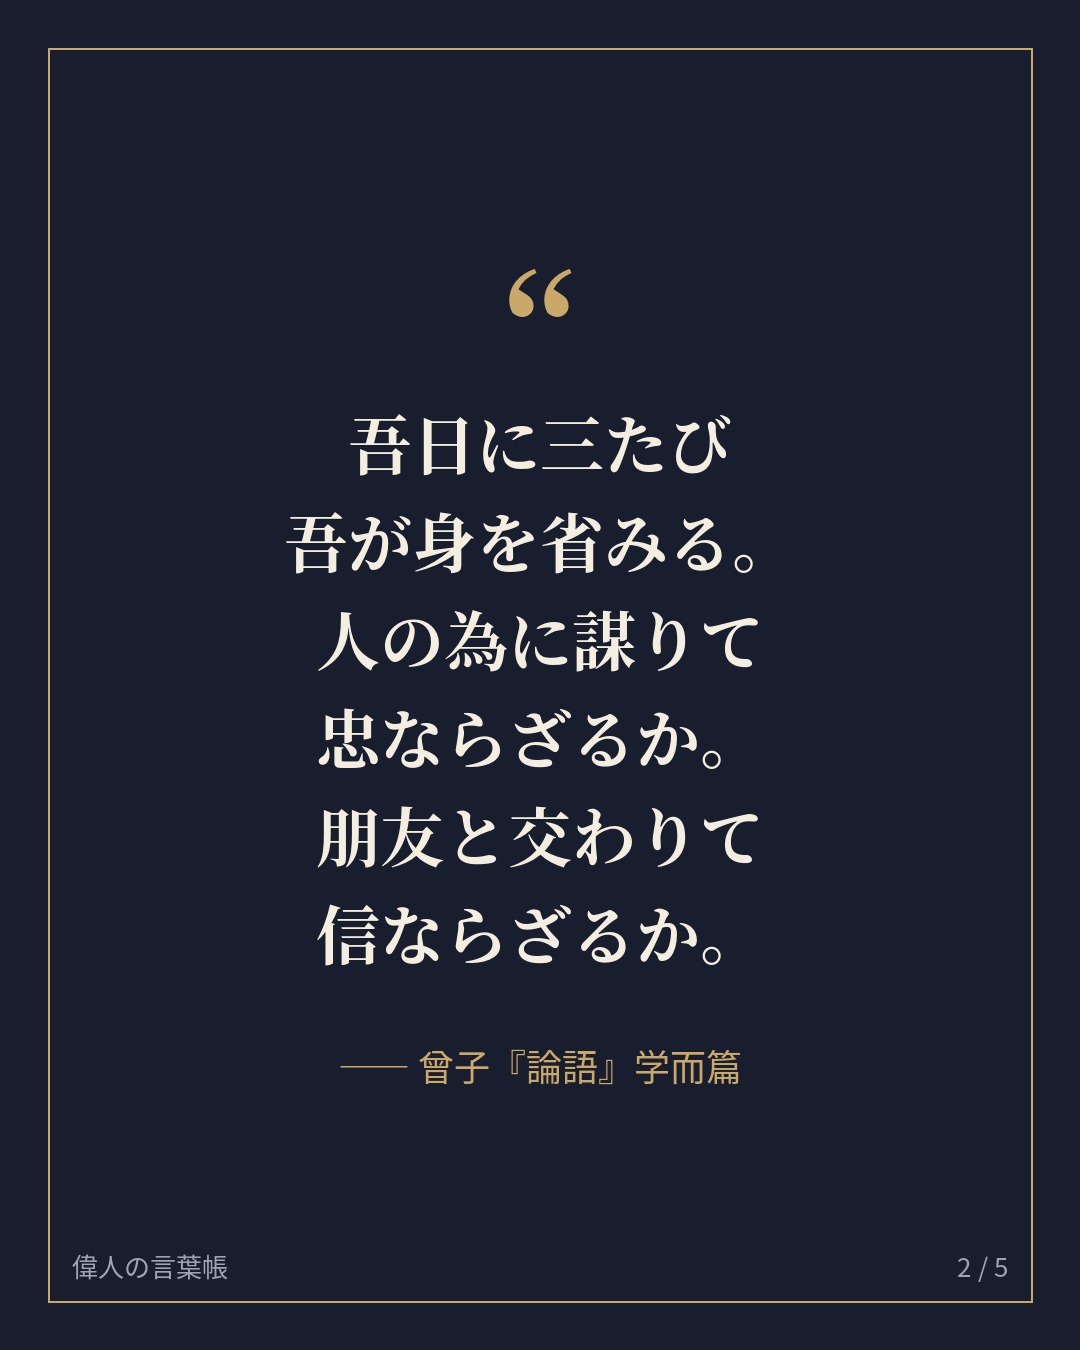 “
吾日に三たび
吾が身を省みる。
人の為に謀りて
忠ならざるか。
朋友と交わりて
信ならざるか。
── 曾子『論語』学而篇
偉人の言葉帳
2 / 5